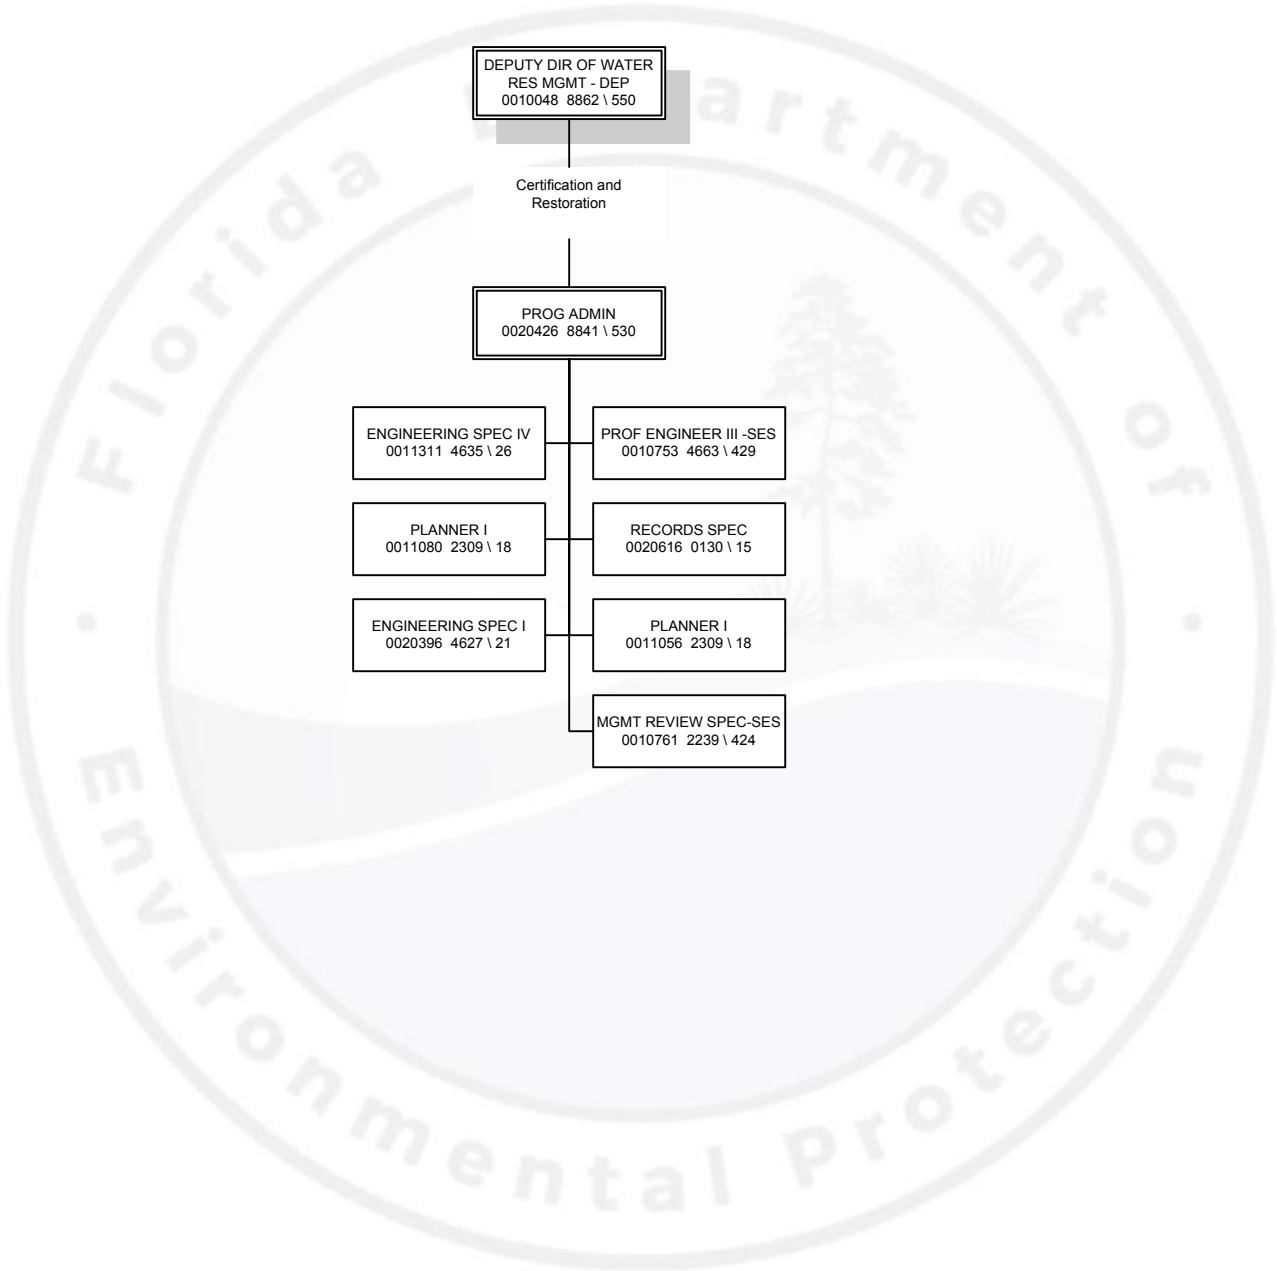 DEPUTY DIR OF WATER
RES MGMT - DEP
0010048 8862 \ 550
Certification and
Restoration
PROG ADMIN
0020426 8841 \ 530
ENGINEERING SPEC IV
0011311 4635 \ 26
PROF ENGINEER III -SES
0010753 4663 \ 429
PLANNER I
0011080 2309 \ 18
RECORDS SPEC
0020616 0130 \ 15
ENGINEERING SPEC I
0020396 4627 \ 21
PLANNER I
0011056 2309 \ 18
MGMT REVIEW SPEC-SES
0010761 2239 \ 424
Florida Department of
Environmental Protection